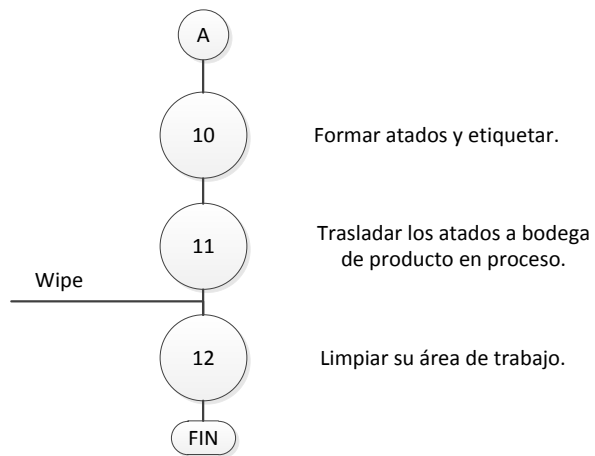 A
10
Formar atados y etiquetar.
11
Trasladar los atados a bodega
de producto en proceso.
Wipe
12
Limpiar su área de trabajo.
FIN